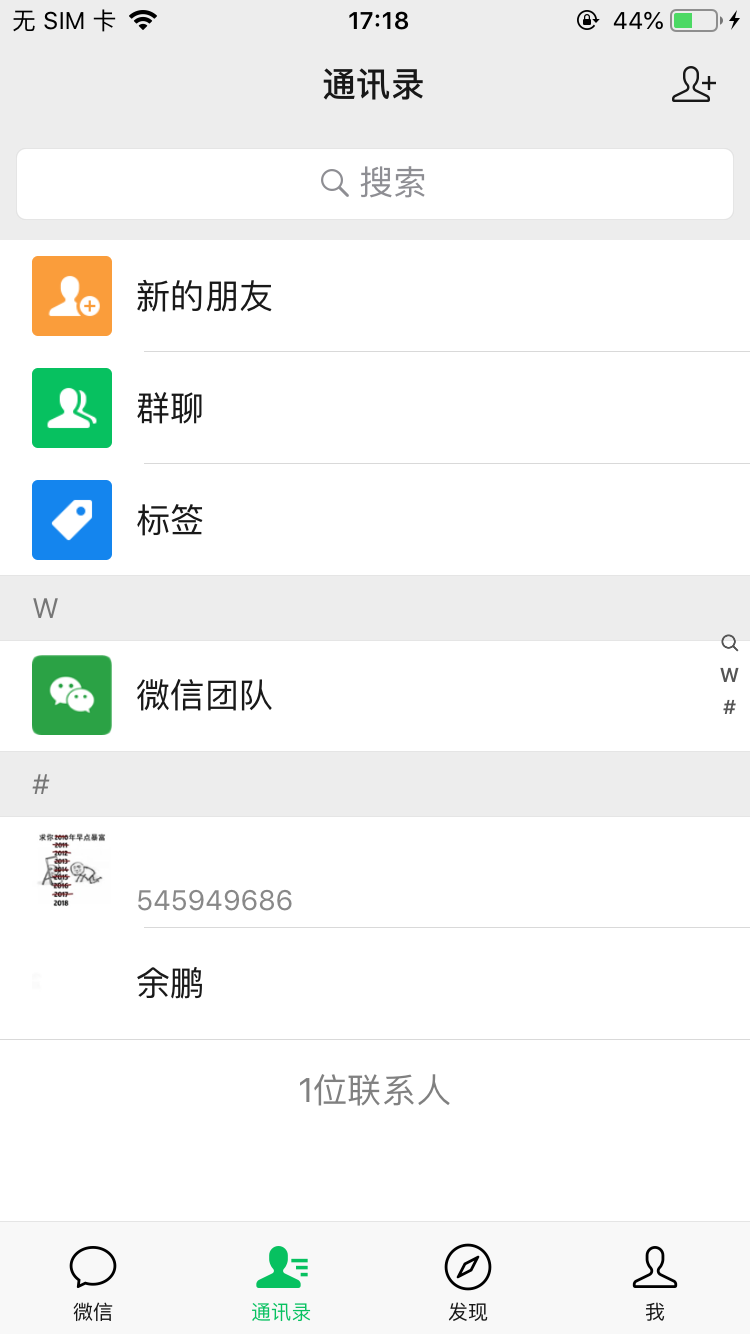 无 SIM 卡 17:18 44%
通讯录
搜索
新的朋友
群聊
标签
W
微信团队
W
#
#
求你2010年早点暴富
2011
2012
2013
2014
2015
2016
2017
2018
545949686
余鹏
1位联系人
微信 通讯录 发现 我